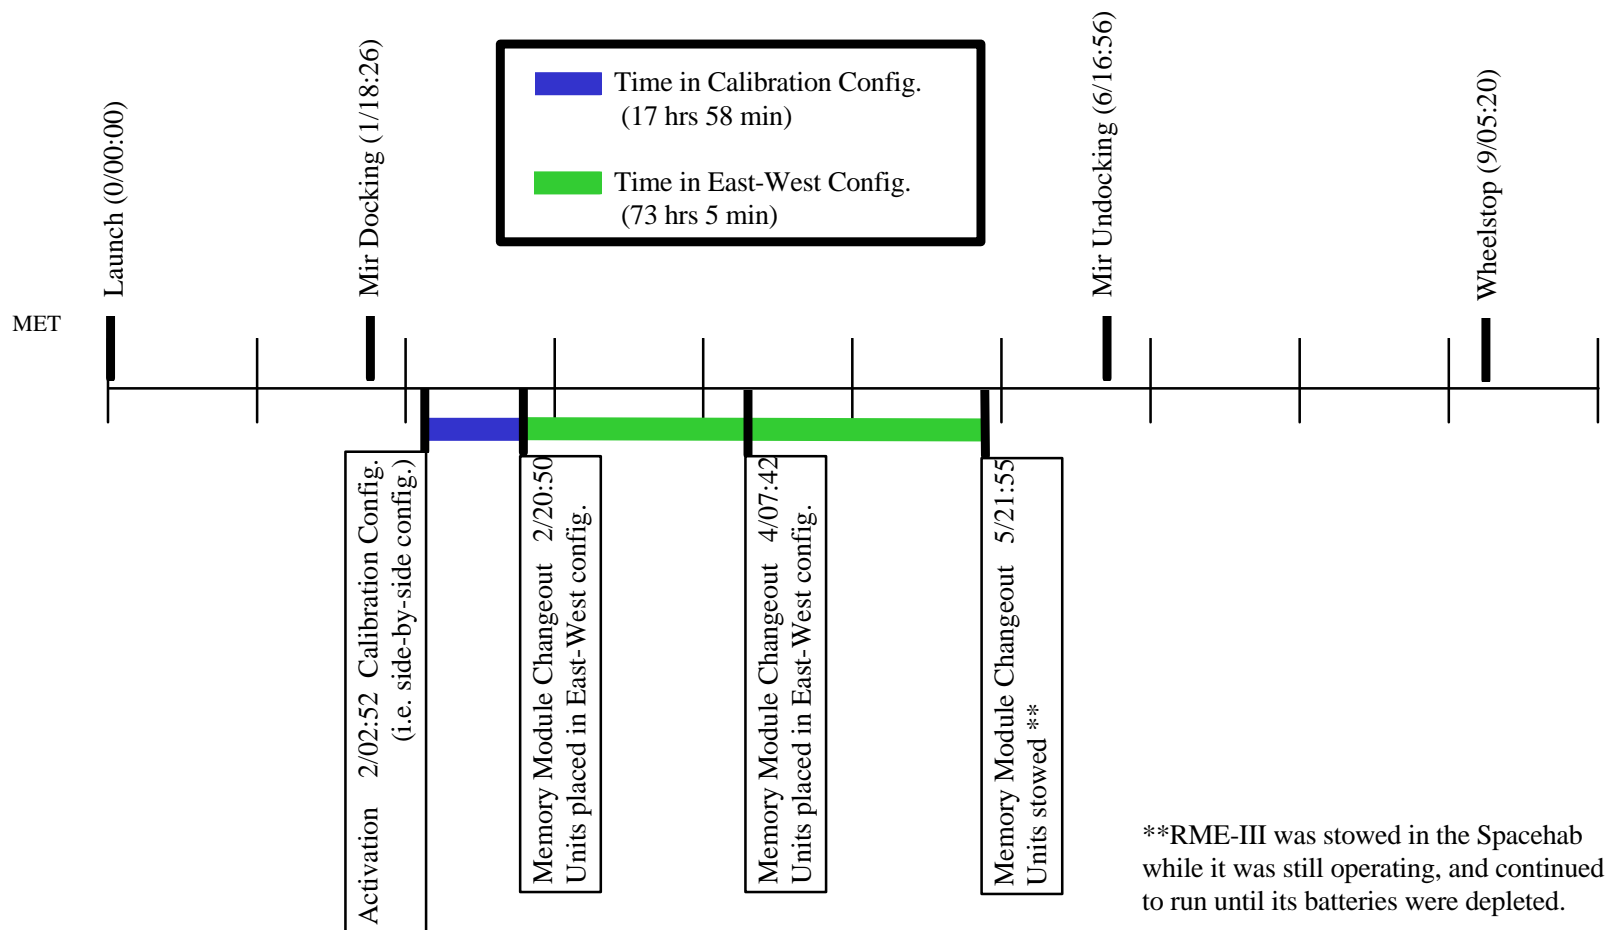 Launch (0/00:00)
Mir Docking (1/18:26)
Time in Calibration Config.
(17 hrs 58 min)
Time in East-West Config.
(73 hrs 5 min)
Mir Undocking (6/16:56)
Wheelstop (9/05:20)
MET
Activation 2/02:52 Calibration Config.
(i.e. side-by-side config.)
Memory Module Changeout 2/20:50
Units placed in East-West config.
Memory Module Changeout 4/07:42
Units placed in East-West config.
Memory Module Changeout 5/21:55
Units stowed **
**RME-III was stowed in the Spacehab
while it was still operating, and continued
to run until its batteries were depleted.